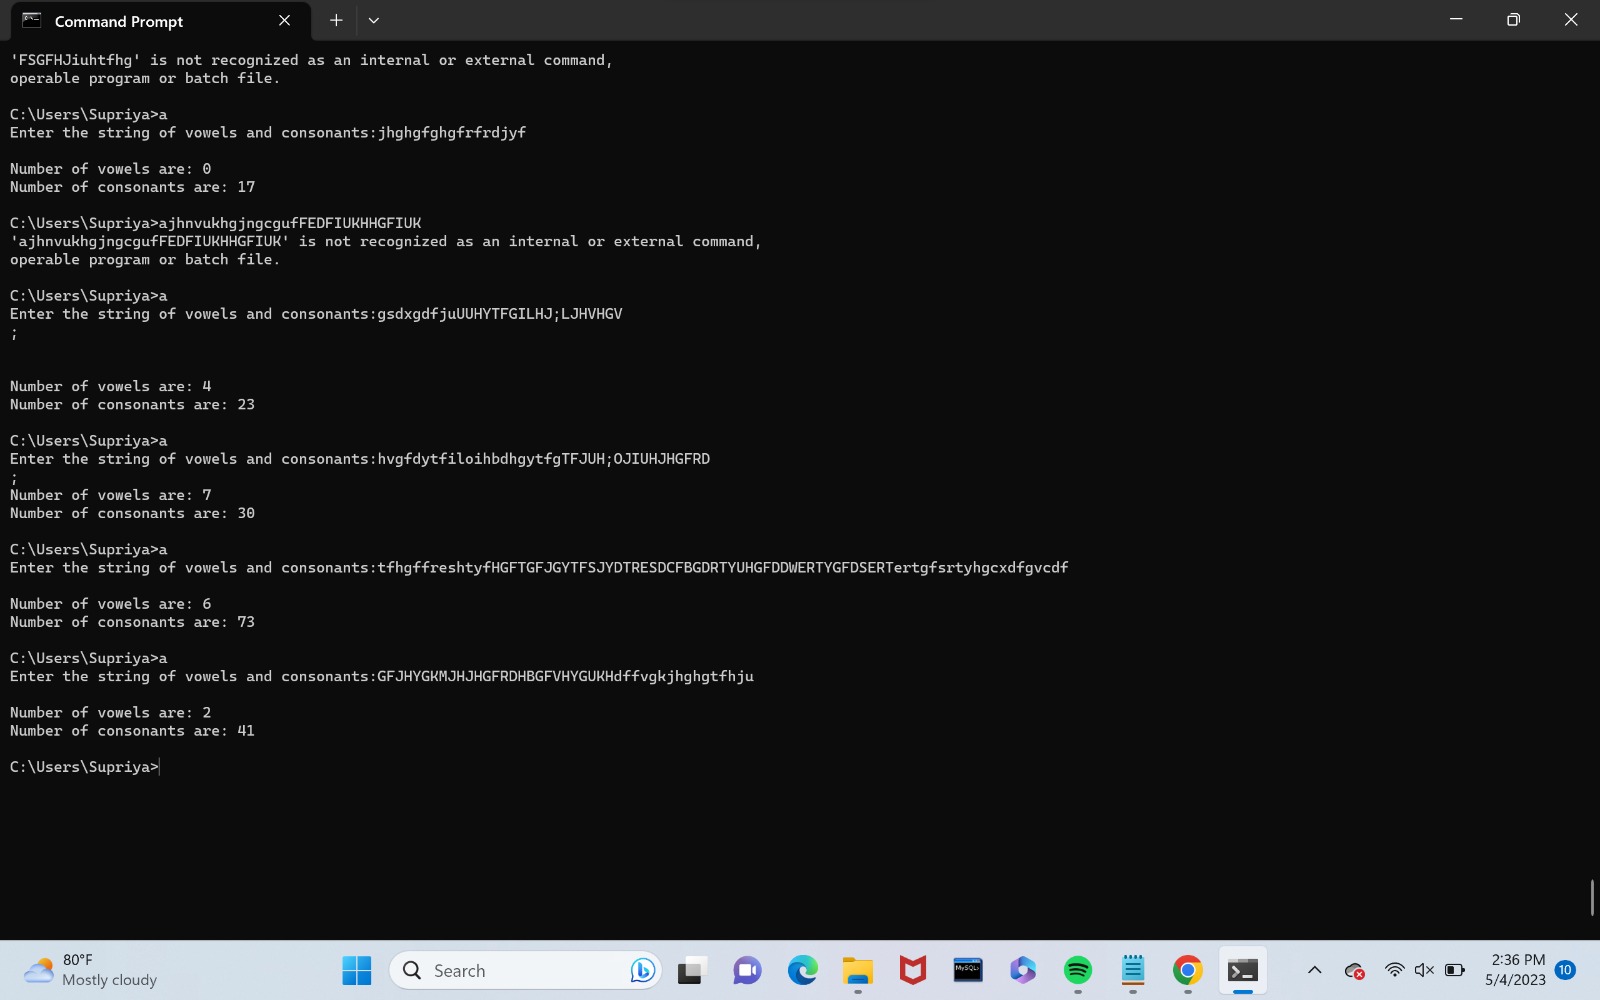 Command Prompt
'FSGFHJiuhtfhg' is not recognized as an internal or external command,
operable program or batch file.
C:\Users\Supriya>a
Enter the string of vowels and consonants:jhghgfghgfrfrdjyf
Number of vowels are: 0
Number of consonants are: 17
C:\Users\Supriya>ajhnvukhgjngcgufFEDFIUKHHGFIUK
'ajhnvukhgjngcgufFEDFIUKHHGFIUK' is not recognized as an internal or external command,
operable program or batch file.
C:\Users\Supriya>a
Enter the string of vowels and consonants:gsdxgdfjuUUHYTFGILHJ;LJHVHGV
;
Number of vowels are: 4
Number of consonants are: 23
C:\Users\Supriya>a
Enter the string of vowels and consonants:hvgfdytfiloihbdhgytfgTFJUH;OJIUHJHGFRD
;
Number of vowels are: 7
Number of consonants are: 30
C:\Users\Supriya>a
Enter the string of vowels and consonants:tfhgffreshtyfHGFTGFJGYTFSJYDTRESDCFBGDRTYUHGFDDWERTYGFDSERTertgfsrtyhgcxdfgvcdf
Number of vowels are: 6
Number of consonants are: 73
C:\Users\Supriya>a
Enter the string of vowels and consonants:GFJHYGKMJHJHGFRDHBGFVHYGUKHdffvgkjhghgtfhju
Number of vowels are: 2
Number of consonants are: 41
C:\Users\Supriya>
80°F
Mostly cloudy
Search
MySQL
2:36 PM
5/4/2023
10